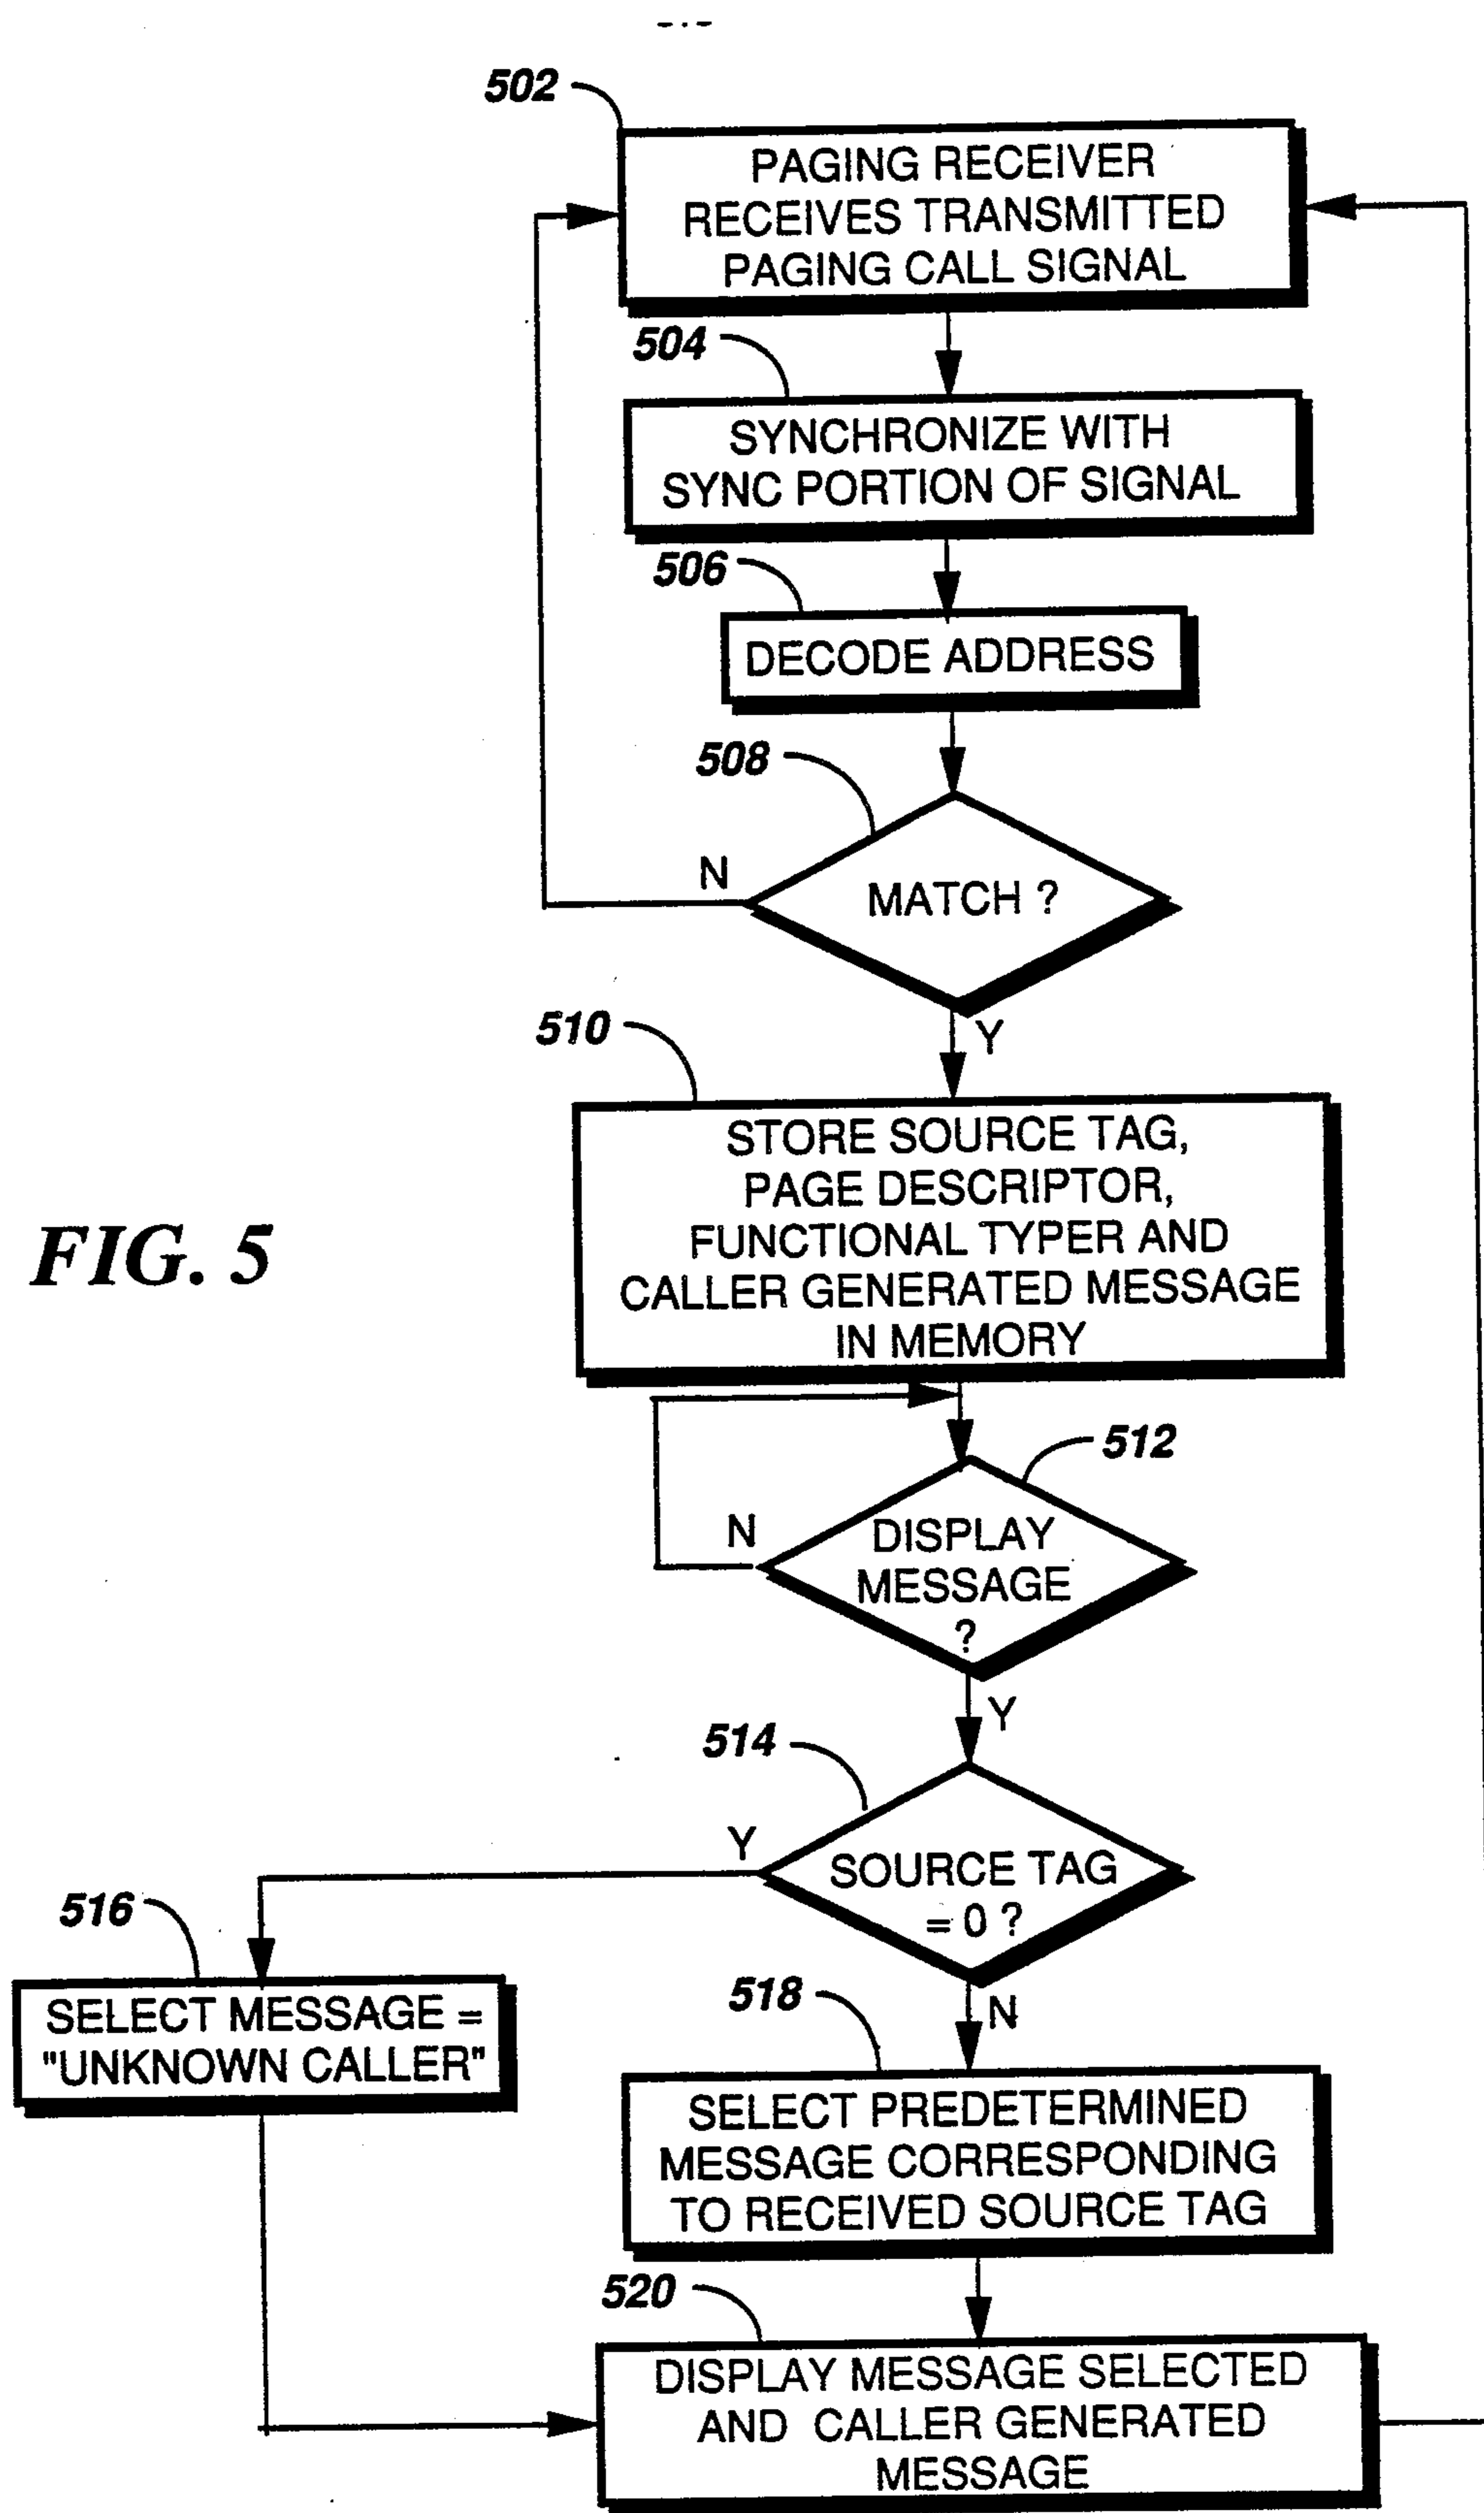 502
PAGING RECEIVER
RECEIVES TRANSMITTED
PAGING CALL SIGNAL
504
SYNCHRONIZE WITH
SYNC PORTION OF SIGNAL
506
DECODE ADDRESS
508
N
MATCH ?
Y
510
STORE SOURCE TAG,
PAGE DESCRIPTOR,
FUNCTIONAL TYPER AND
CALLER GENERATED MESSAGE
IN MEMORY
FIG. 5
512
N
DISPLAY
MESSAGE
?
Y
514
Y
SOURCE TAG
= 0 ?
516
SELECT MESSAGE =
"UNKNOWN CALLER"
N
518
SELECT PREDETERMINED
MESSAGE CORRESPONDING
TO RECEIVED SOURCE TAG
520
DISPLAY MESSAGE SELECTED
AND CALLER GENERATED
MESSAGE